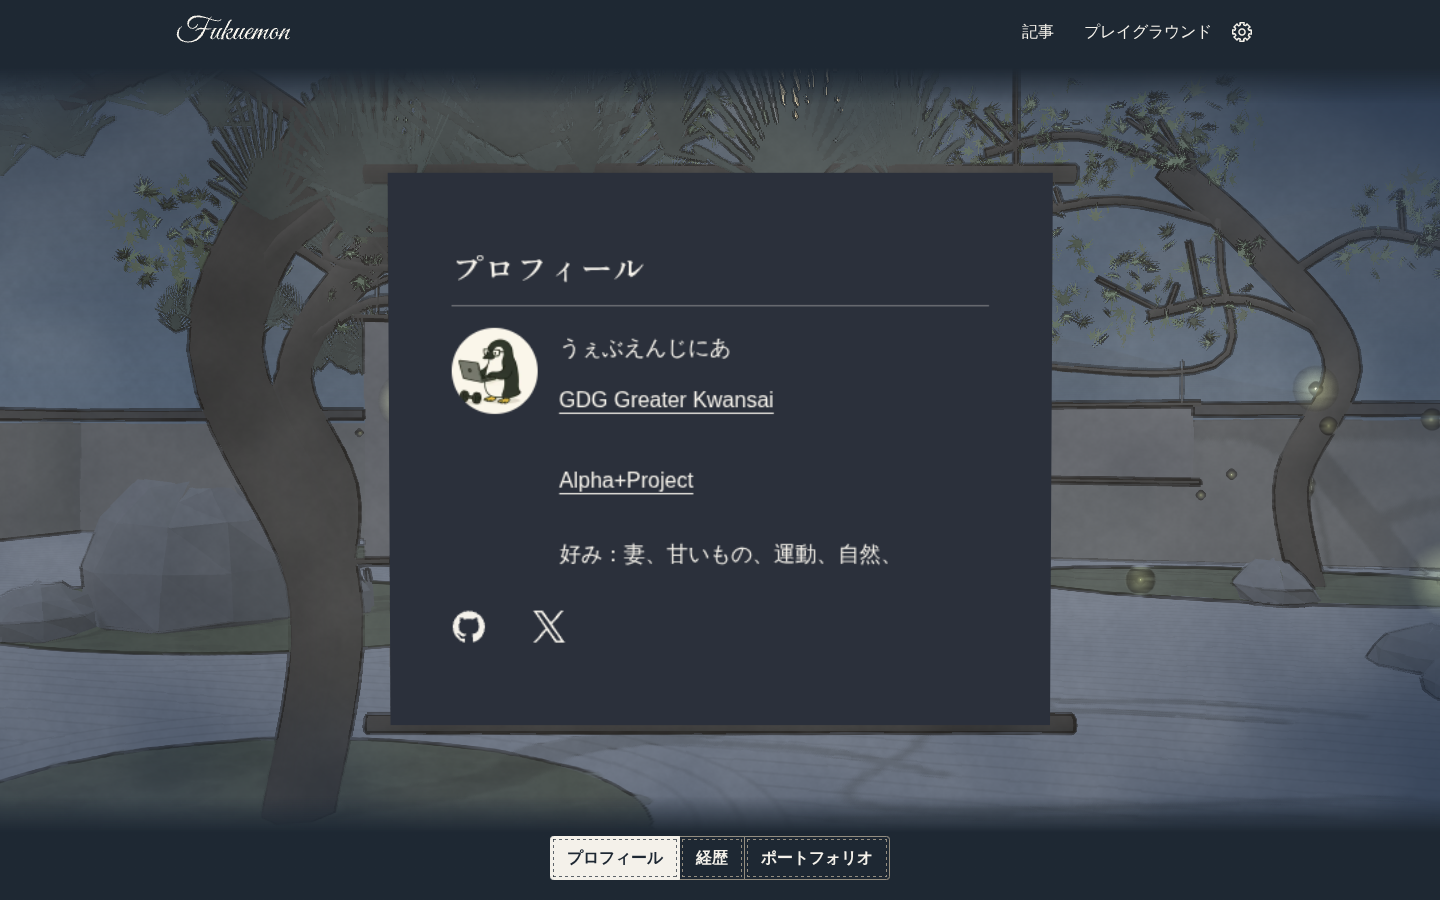 Fukuemon
記事 プレイグラウンド
プロフィール
うぇぶえんじにあ
GDG Greater Kwansai
Alpha+Project
好み：妻、甘いもの、運動、自然、
プロフィール 経歴 ポートフォリオ